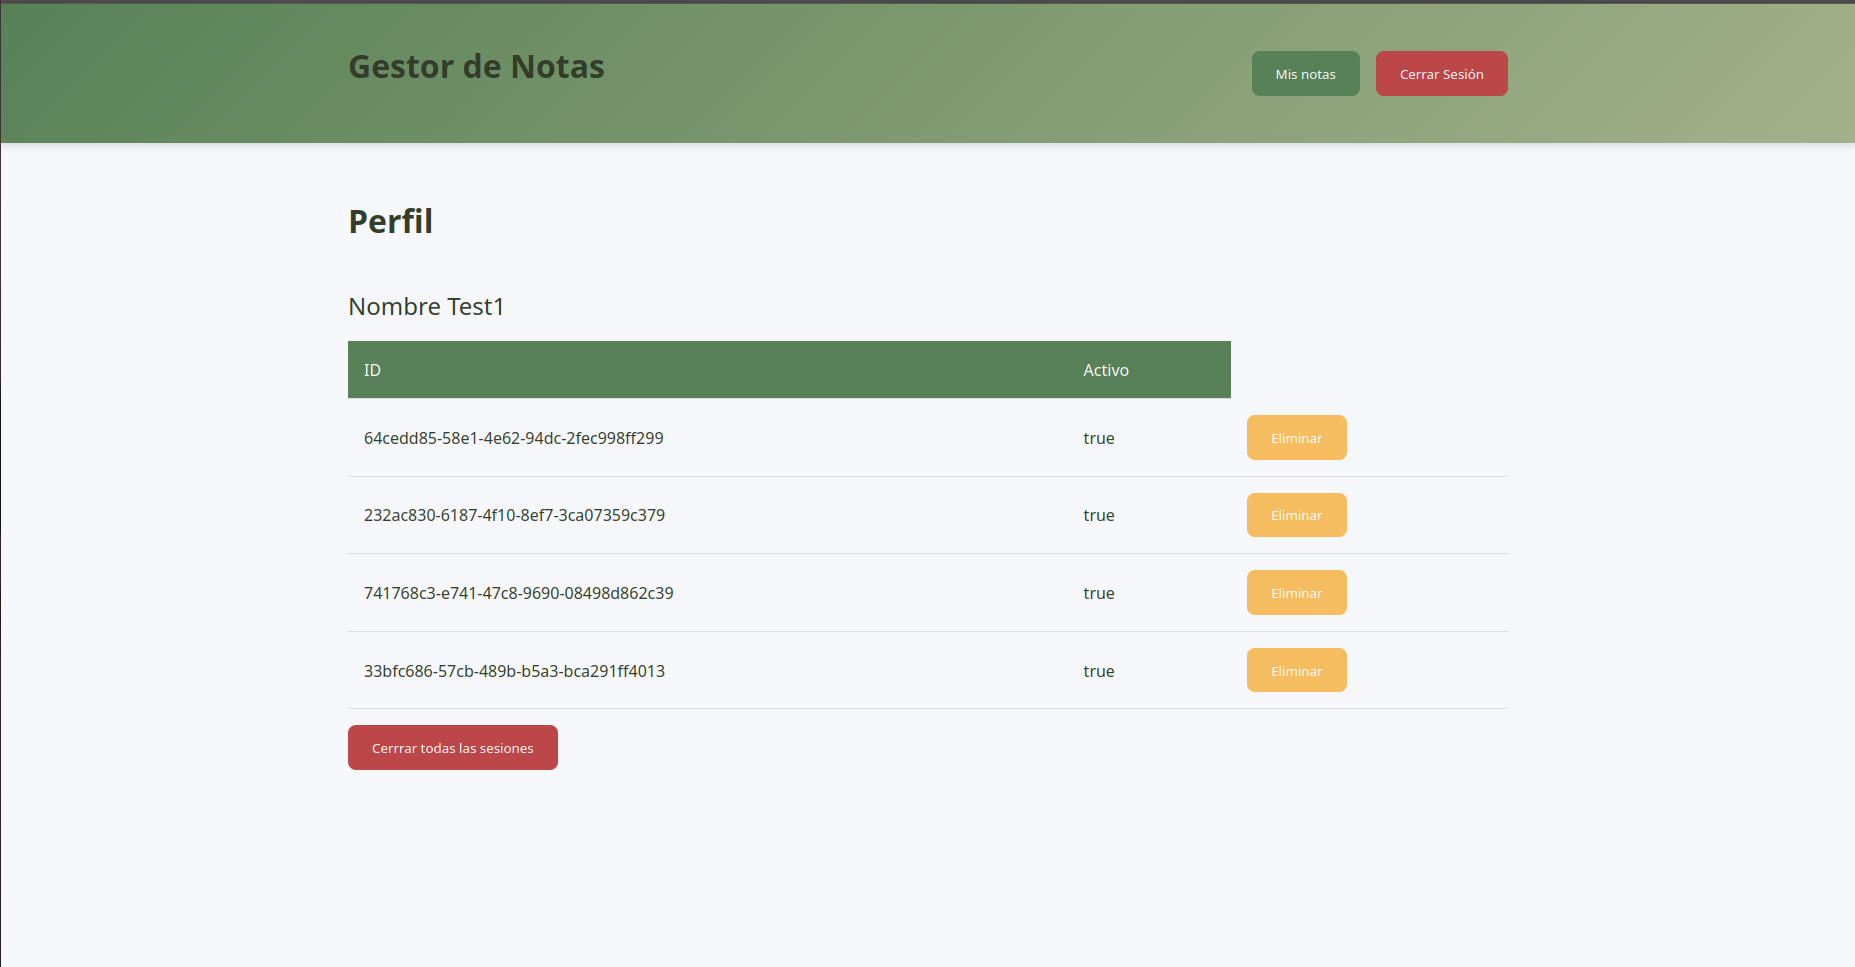 Gestor de Notas
Mis notas
Cerrar Sesión
Perfil
Nombre Test1
ID Activo
64cedd85-58e1-4e62-94dc-2fec998ff299 true Eliminar
232ac830-6187-4f10-8ef7-3ca07359c379 true Eliminar
741768c3-e741-47c8-9690-08498d862c39 true Eliminar
33bfc686-57cb-489b-b5a3-bca291ff4013 true Eliminar
Cerrrar todas las sesiones